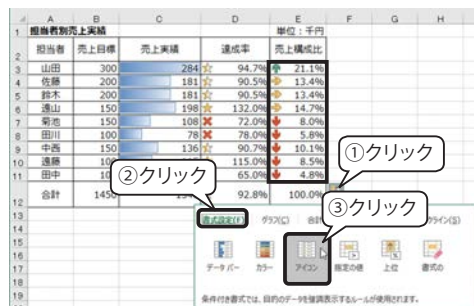 A B C D E F G H
1 担当者別売上実績 単位：千円
2 担当者 売上目標 売上実績 達成率 売上構成比
3 山田 300 284 94.7% 21.1%
4 佐藤 200 181 90.5% 13.4%
5 鈴木 200 181 90.5% 13.4%
6 遠山 150 198 132.0% 14.7%
7 菊池 150 108 72.0% 8.0%
8 田川 100 78 78.0% 5.8%
9 中西 150 136 90.7% 10.1%
10 遠藤 115.0% 8.5%
11 田中 65.0% 4.8%
①クリック
②クリック
12 合計 1450 92.8% 100.0%
③クリック
13
14 書式設定(F) グラフ(C) 合計
15
16
17 データ バー カラー アイコン 指定の値 上位 書式の
18
19 条件付き書式では、目的のデータを強調表示するルールが使用されます。